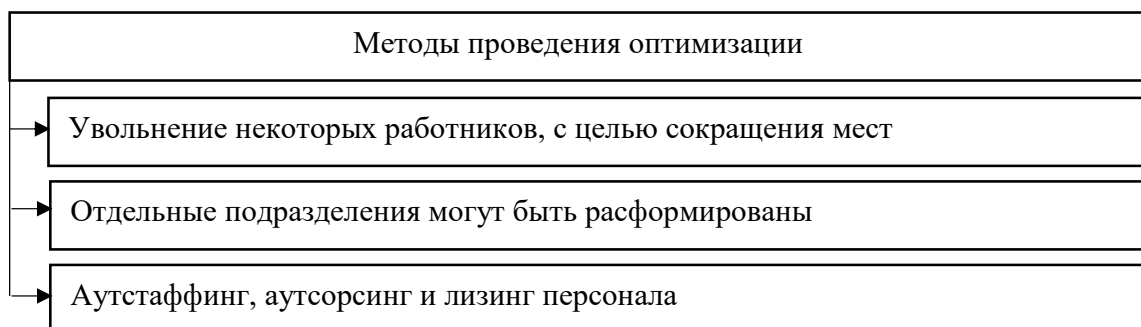 Методы проведения оптимизации
Увольнение некоторых работников, с целью сокращения мест
Отдельные подразделения могут быть расформированы
Аутстаффинг, аутсорсинг и лизинг персонала